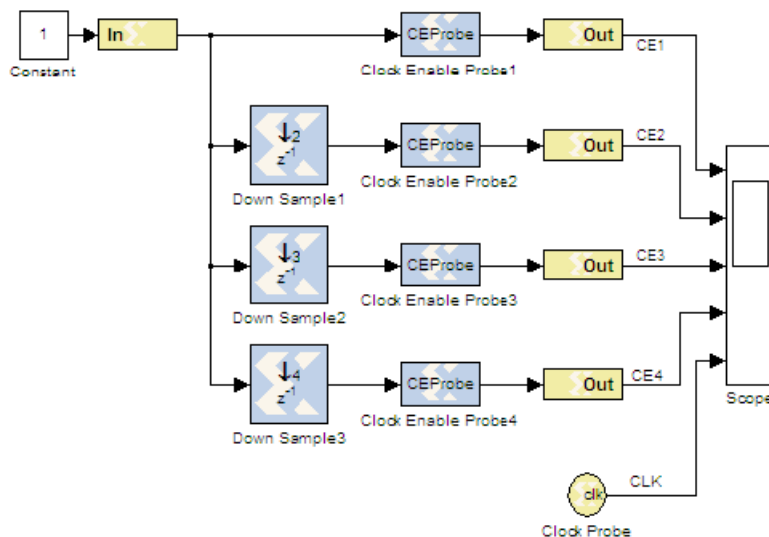 1
In
Constant
CEProbe
Out
CE1
Clock Enable Probe1
↓2
z⁻¹
CEProbe
Out
CE2
Down Sample1
Clock Enable Probe2
↓3
z⁻¹
CEProbe
Out
CE3
Down Sample2
Clock Enable Probe3
↓4
z⁻¹
CEProbe
Out
CE4
Down Sample3
Clock Enable Probe4
Scope
clk
CLK
Clock Probe